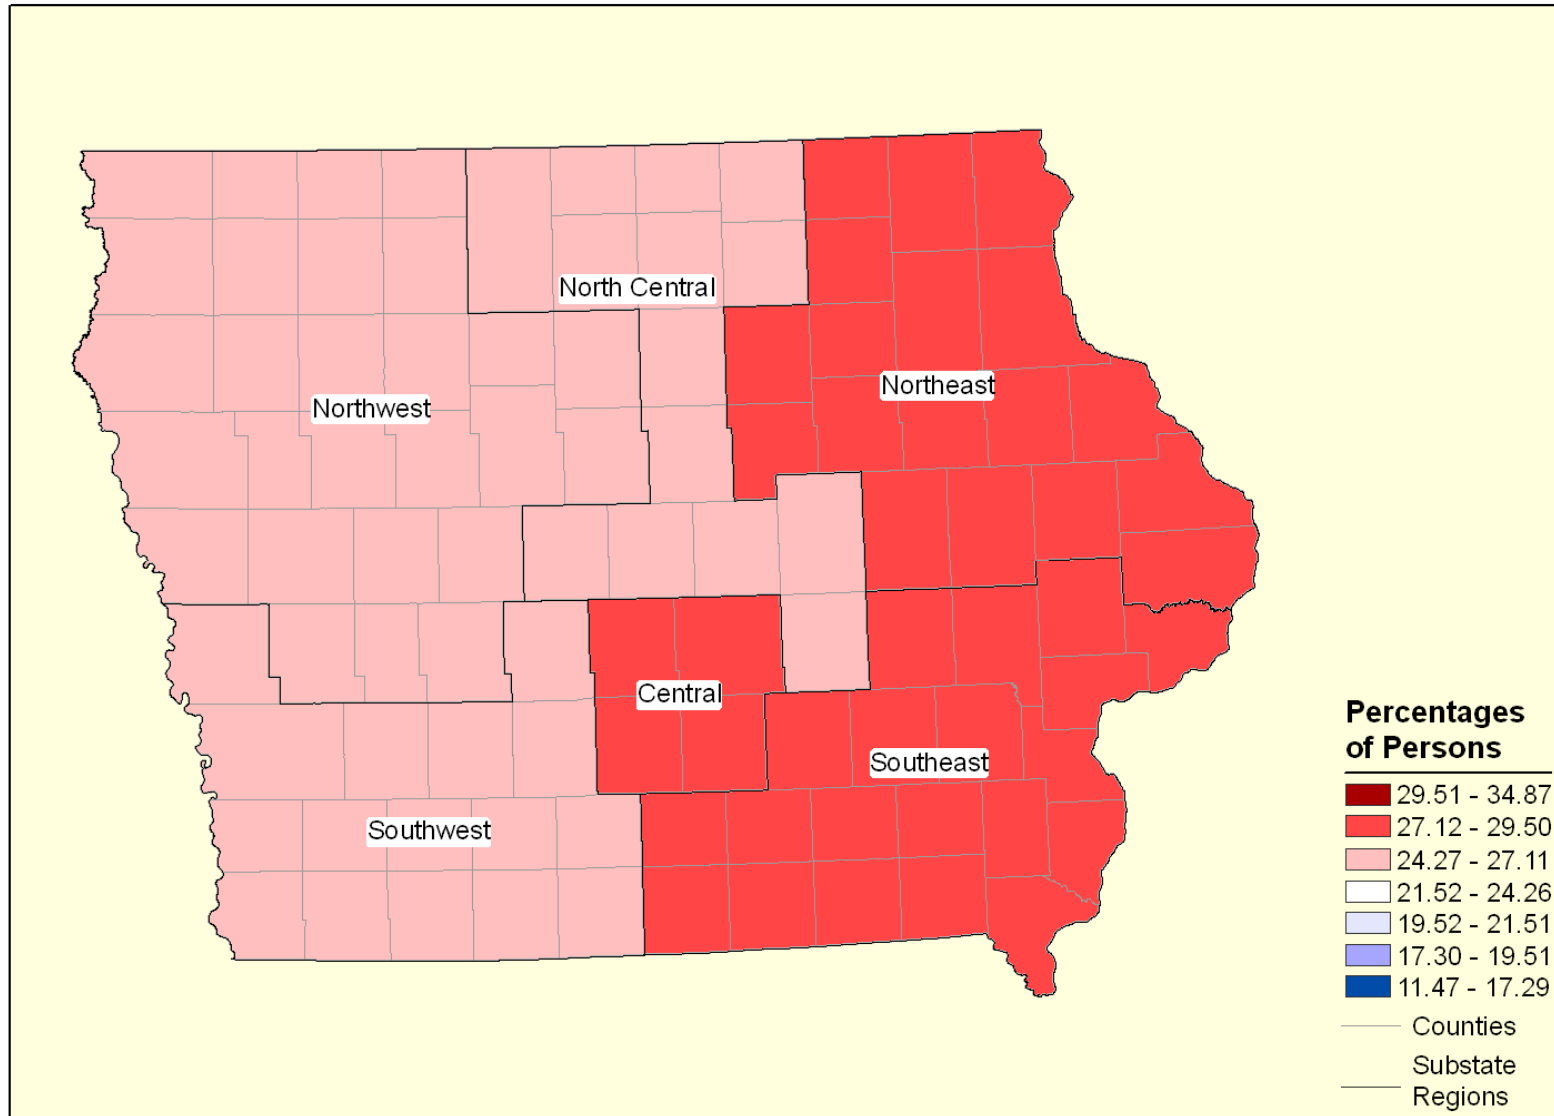 North Central
Northeast
Northwest
Central
Southeast
Southwest
Percentages
of Persons
29.51 - 34.87
27.12 - 29.50
24.27 - 27.11
21.52 - 24.26
19.52 - 21.51
17.30 - 19.51
11.47 - 17.29
Counties
Substate
Regions